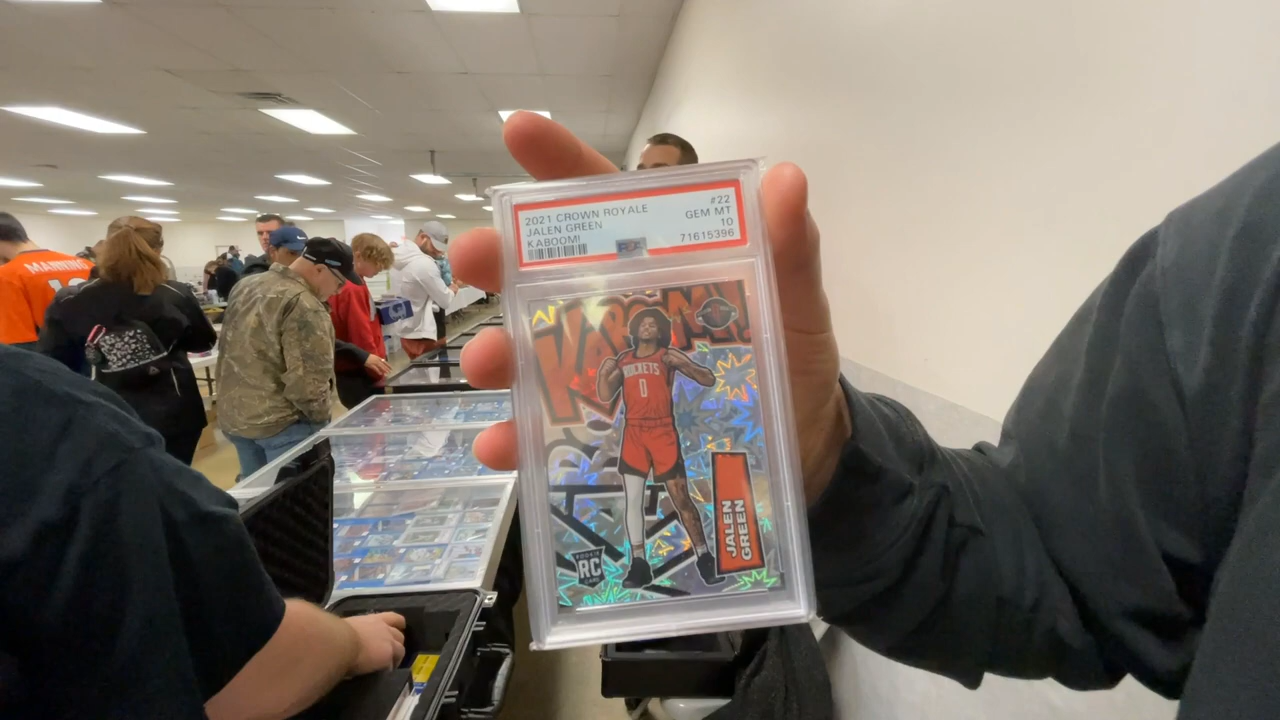 MANNING
2021 CROWN ROYALE #22
JALEN GREEN GEM MT
KABOOM! 10
71615396
KABOOM!
ROCKETS
0
JALEN
GREEN
ROOKIE
RC
CARD